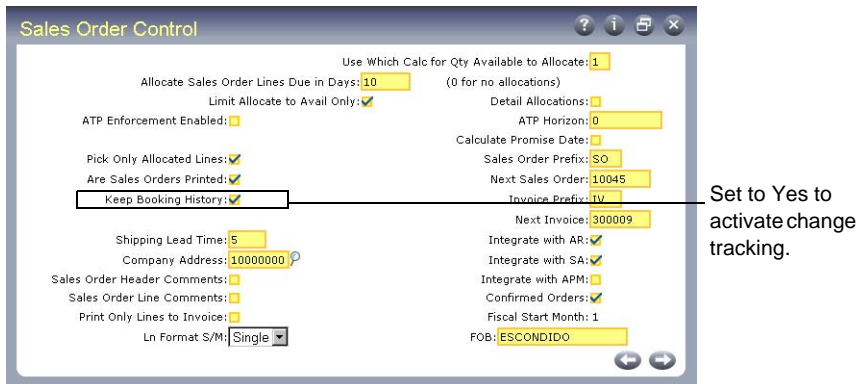 Sales Order Control
Use Which Calc for Qty Available to Allocate: 1
Allocate Sales Order Lines Due in Days: 10 (0 for no allocations)
Limit Allocate to Avail Only: Detail Allocations:
ATP Enforcement Enabled: ATP Horizon: 0
Calculate Promise Date:
Pick Only Allocated Lines: Sales Order Prefix: SO
Are Sales Orders Printed: Next Sales Order: 10045
Keep Booking History: Invoice Prefix: IV
Next Invoice: 300009
Shipping Lead Time: 5 Integrate with AR:
Company Address: 10000000 Integrate with SA:
Sales Order Header Comments: Integrate with APM:
Sales Order Line Comments: Confirmed Orders:
Print Only Lines to Invoice: Fiscal Start Month: 1
Ln Format S/M: Single FOB: ESCONDIDO
Set to Yes to
activate change
tracking.